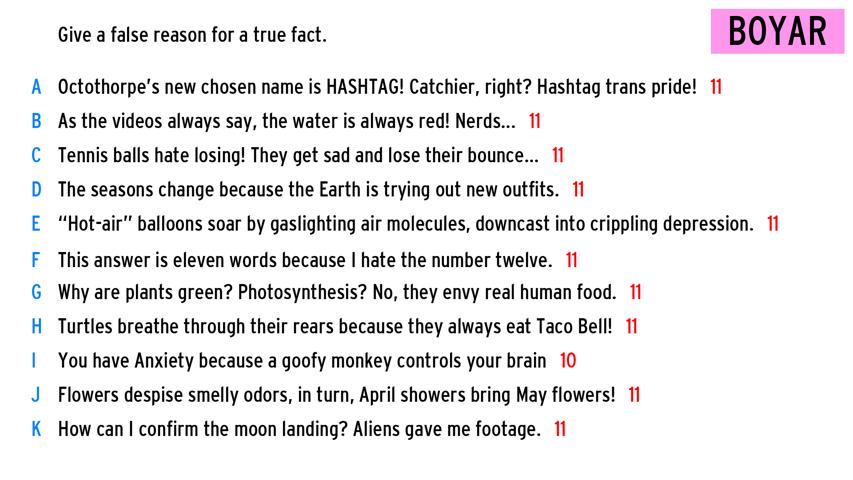 Give a false reason for a true fact.
BOYAR
A Octothorpe's new chosen name is HASHTAG! Catchier, right? Hashtag trans pride! 11
B As the videos always say, the water is always red! Nerds... 11
C Tennis balls hate losing! They get sad and lose their bounce... 11
D The seasons change because the Earth is trying out new outfits. 11
E “Hot-air” balloons soar by gaslighting air molecules, downcast into crippling depression. 11
F This answer is eleven words because I hate the number twelve. 11
G Why are plants green? Photosynthesis? No, they envy real human food. 11
H Turtles breathe through their rears because they always eat Taco Bell! 11
I You have Anxiety because a goofy monkey controls your brain 10
J Flowers despise smelly odors, in turn, April showers bring May flowers! 11
K How can I confirm the moon landing? Aliens gave me footage. 11